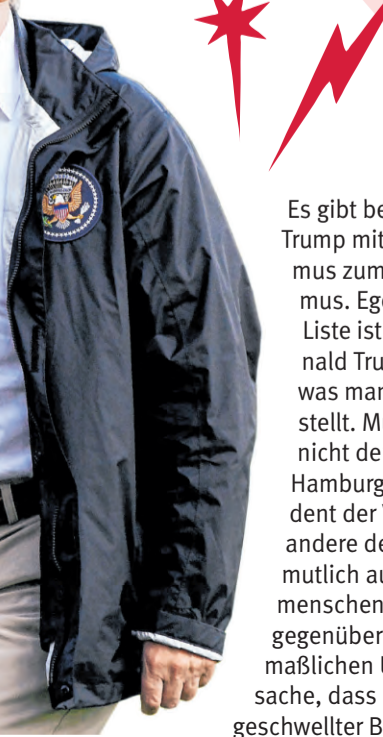 Es gibt be
Trump mit
mus zum
mus. Eg
Liste ist
nald Tru
was man
stellt. M
nicht de
Hamburg
dent der
andere de
mutlich au
menschen
gegenüber
maßlichen
sache, dass
geschwellter B